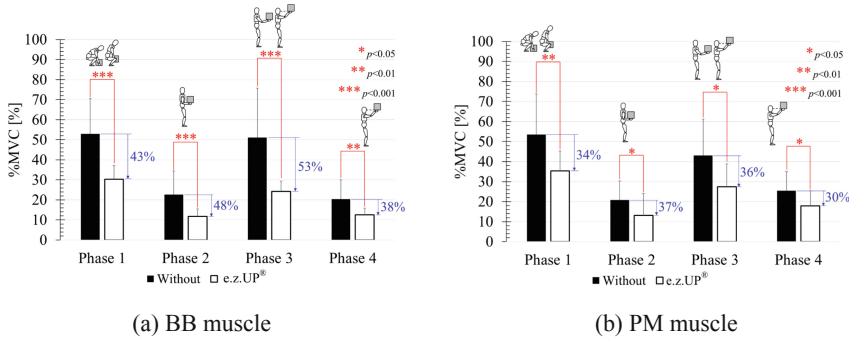 100
90
80
70
60
50
40
30
20
10
0
%MVC [%]
***
43%
***
48%
***
53%
**
38%
* p<0.05
** p<0.01
*** p<0.001
Phase 1 Phase 2 Phase 3 Phase 4
Without e.z.UP®
(a) BB muscle
100
90
80
70
60
50
40
30
20
10
0
%MVC [%]
**
34%
*
37%
*
36%
*
30%
* p<0.05
** p<0.01
*** p<0.001
Phase 1 Phase 2 Phase 3 Phase 4
Without e.z.UP®
(b) PM muscle